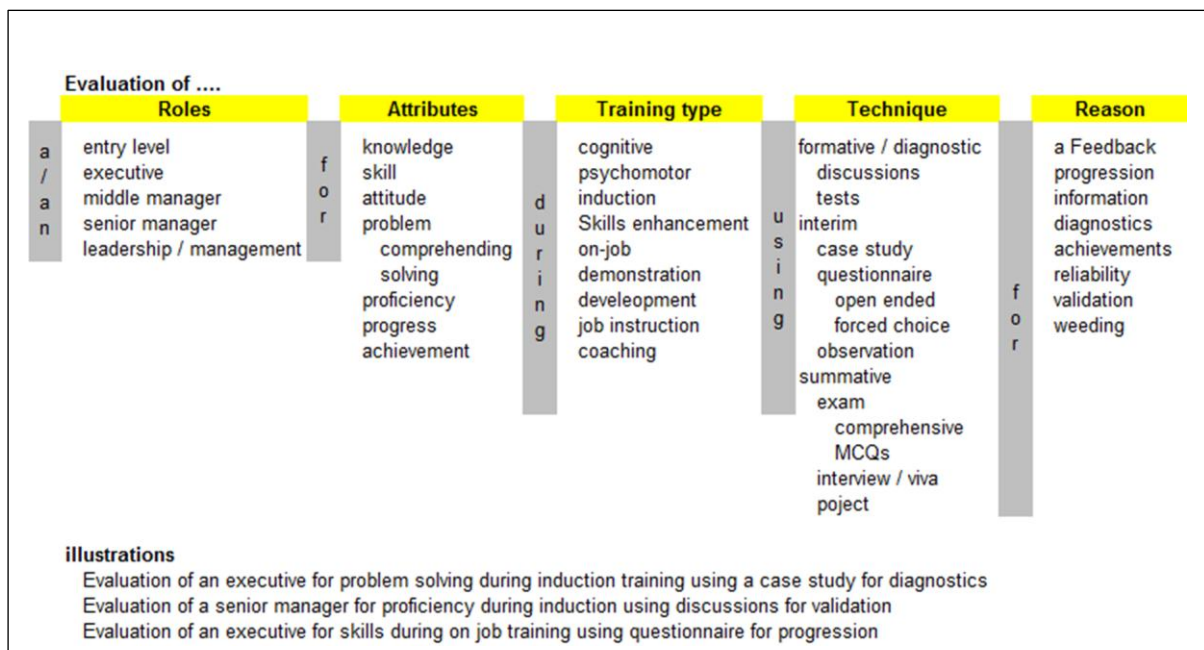 Evaluation of ....
Roles
a / an
entry level
executive
middle manager
senior manager
leadership / management
for
Attributes
knowledge
skill
attitude
problem
comprehending
solving
proficiency
progress
achievement
during
Training type
cognitive
psychomotor
induction
Skills enhancement
on-job
demonstration
develeopment
job instruction
coaching
using
Technique
formative / diagnostic
discussions
tests
interim
case study
questionnaire
open ended
forced choice
observation
summative
exam
comprehensive
MCQs
interview / viva
poject
for
Reason
a Feedback
progression
information
diagnostics
achievements
reliability
validation
weeding
illustrations
Evaluation of an executive for problem solving during induction training using a case study for diagnostics
Evaluation of a senior manager for proficiency during induction using discussions for validation
Evaluation of an executive for skills during on job training using questionnaire for progression